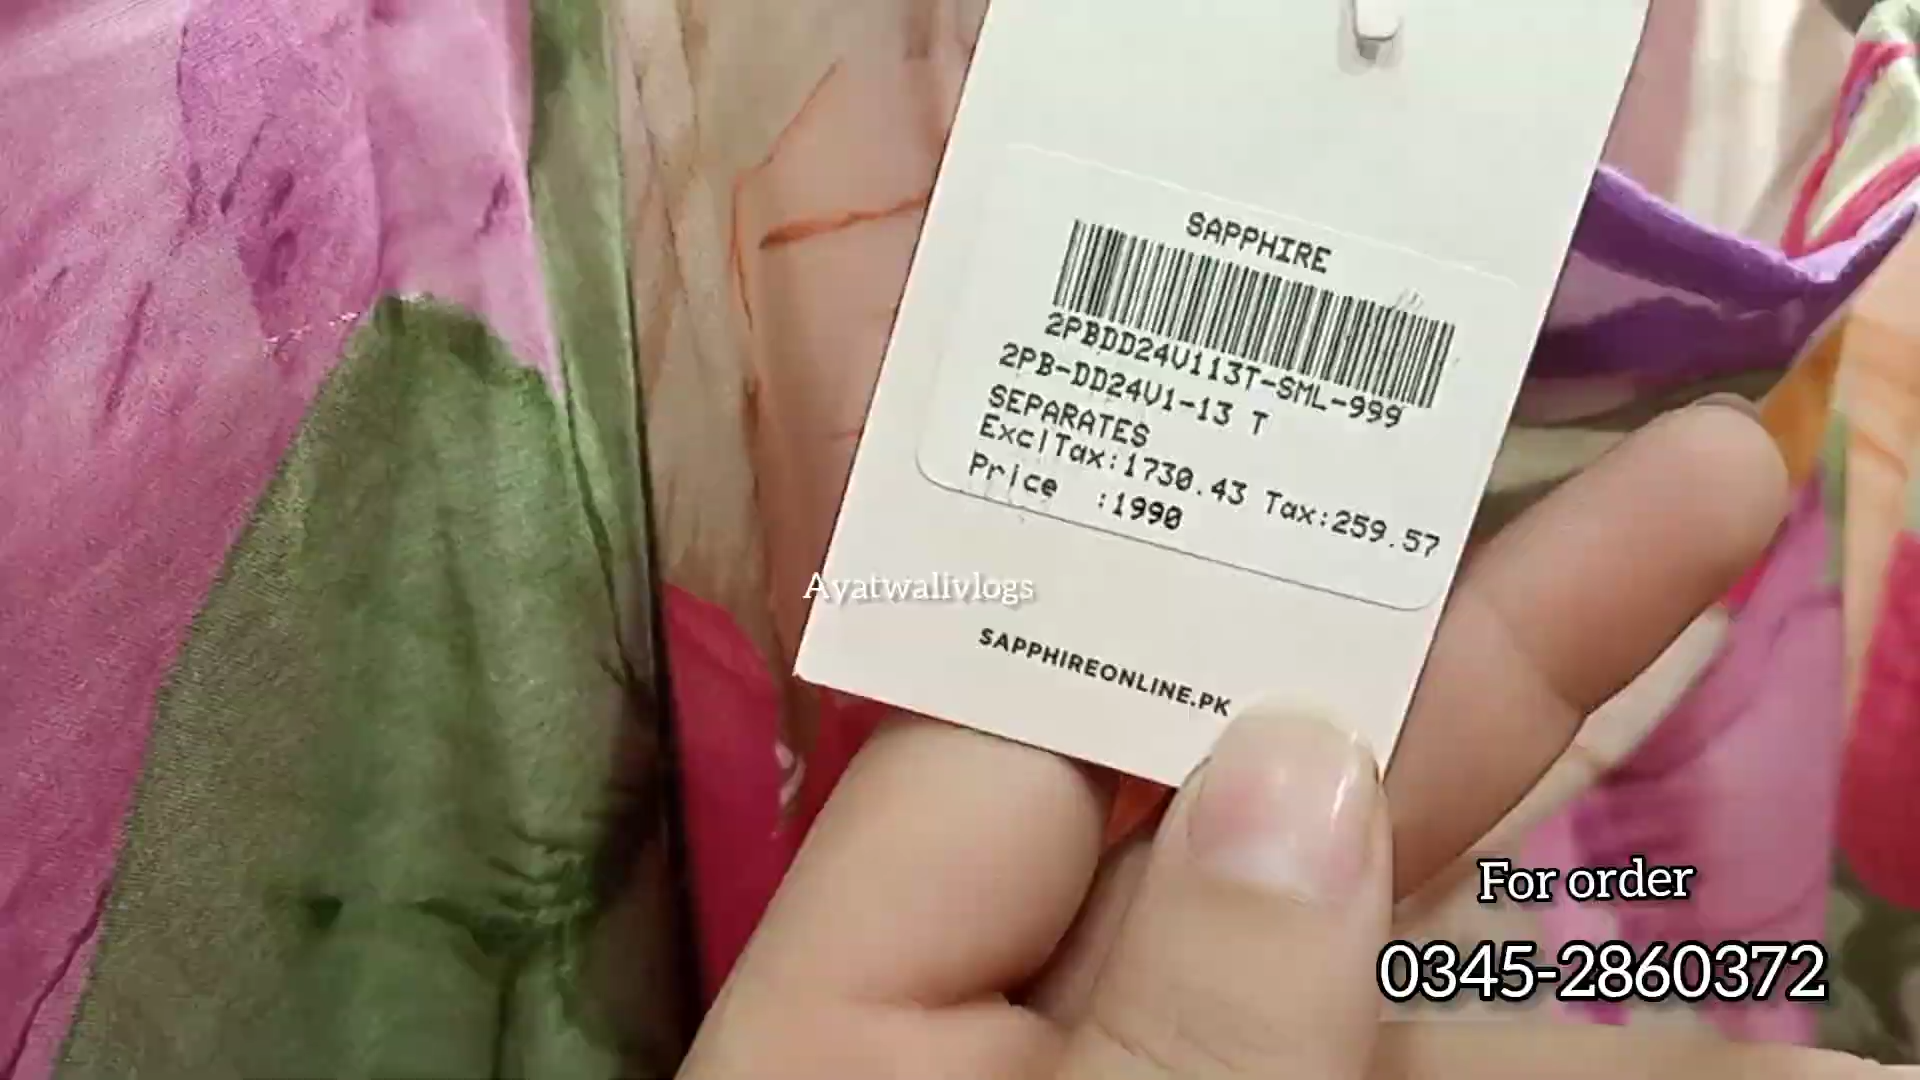 SAPPHIRE
2PBDD24V113T-SML-999
2PB-DD24V1-13 T
SEPARATES
Exc|Tax:1730.43 Tax:259.57
Price :1990
Ayatwalivlogs
SAPPHIREONLINE.PK
For order
0345-2860372